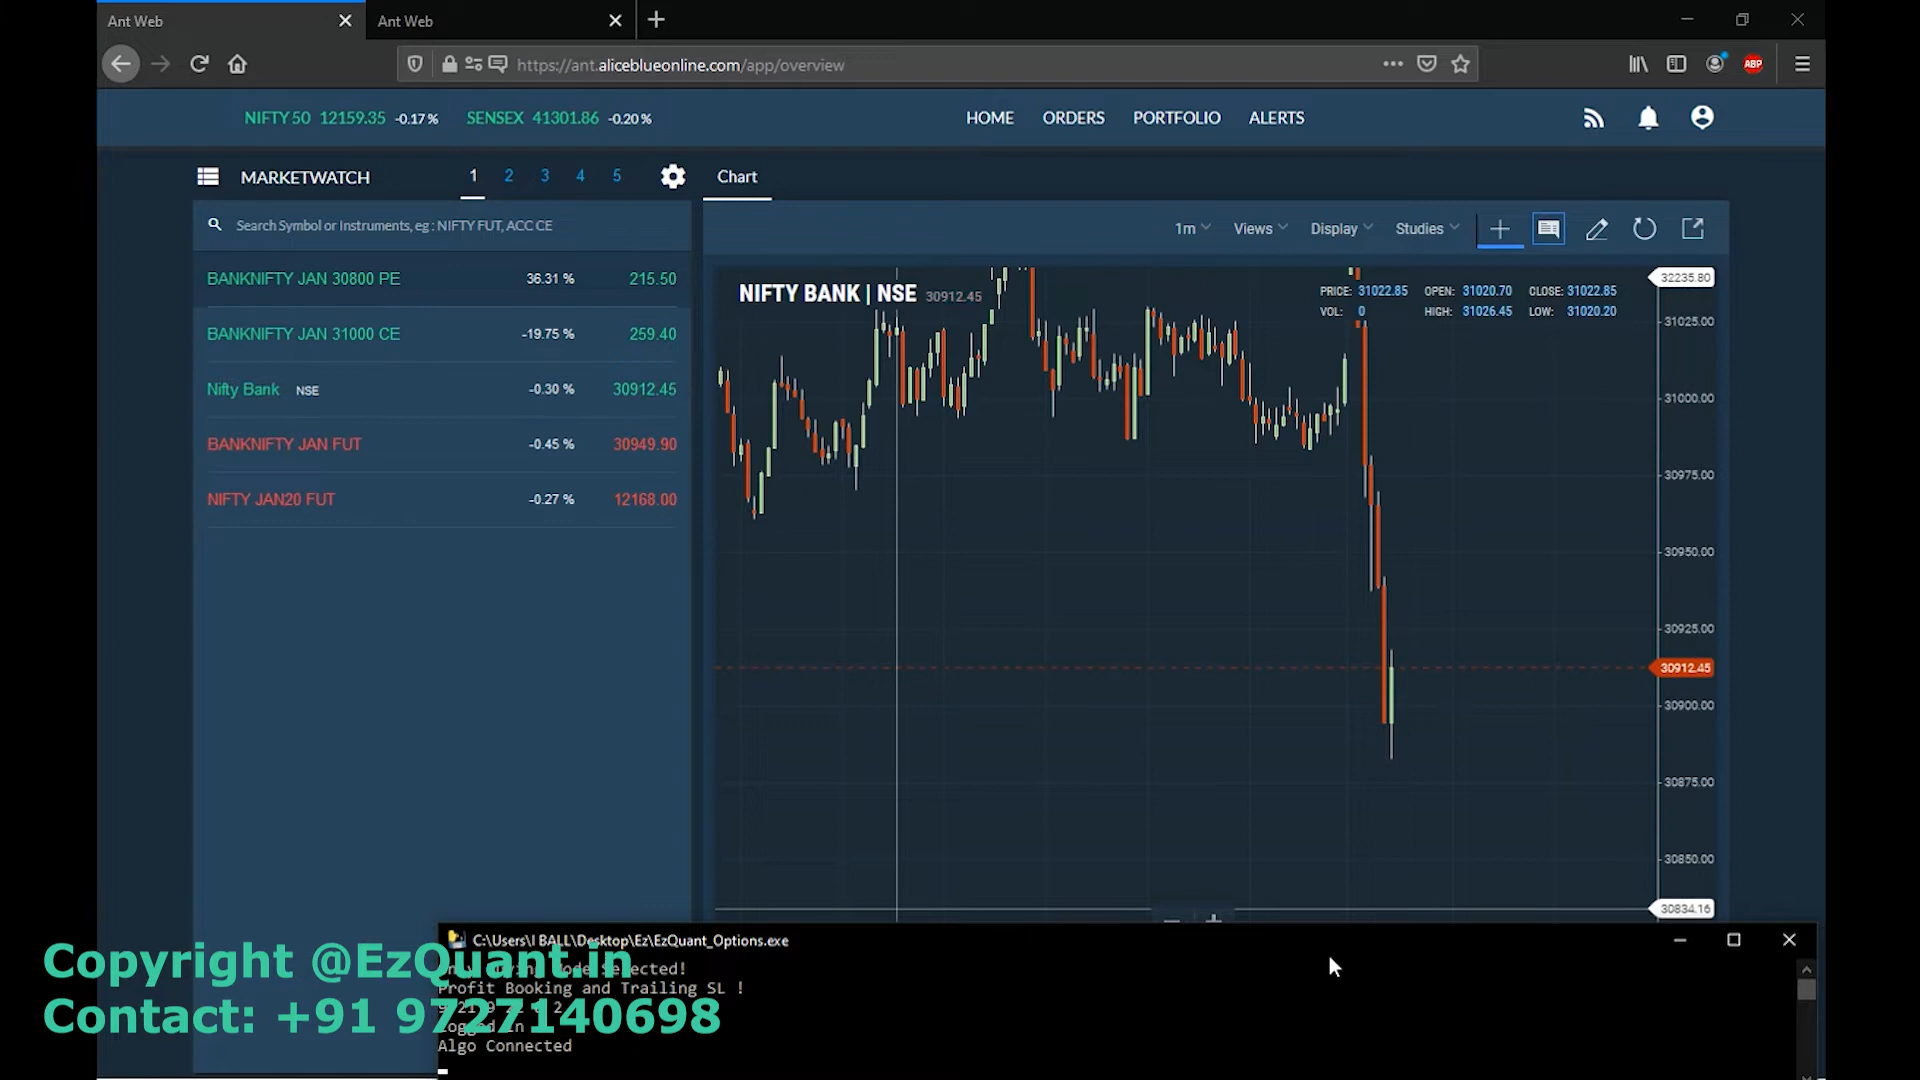 Ant Web
Ant Web
https://ant.aliceblueonline.com/app/overview
ABP
NIFTY 50 12159.35 -0.17 % SENSEX 41301.86 -0.20 %
HOME ORDERS PORTFOLIO ALERTS
MARKETWATCH 1 2 3 4 5
Chart
Search Symbol or Instruments, eg : NIFTY FUT, ACC CE
1m Views Display Studies
BANKNIFTY JAN 30800 PE 36.31 % 215.50
BANKNIFTY JAN 31000 CE -19.75 % 259.40
Nifty Bank NSE -0.30 % 30912.45
BANKNIFTY JAN FUT -0.45 % 30949.90
NIFTY JAN20 FUT -0.27 % 12168.00
NIFTY BANK | NSE 30912.45
PRICE: 31022.85 OPEN: 31020.70 CLOSE: 31022.85
VOL: 0 HIGH: 31026.45 LOW: 31020.20
32235.80
31025.00
31000.00
30975.00
30950.00
30925.00
30912.45
30900.00
30875.00
30850.00
30834.16
C:\Users\I BALL\Desktop\Ez\EzQuant_Options.exe
Profit Booking and Trailing SL !
Algo Connected
Copyright @EzQuant.in
Contact: +91 9727140698